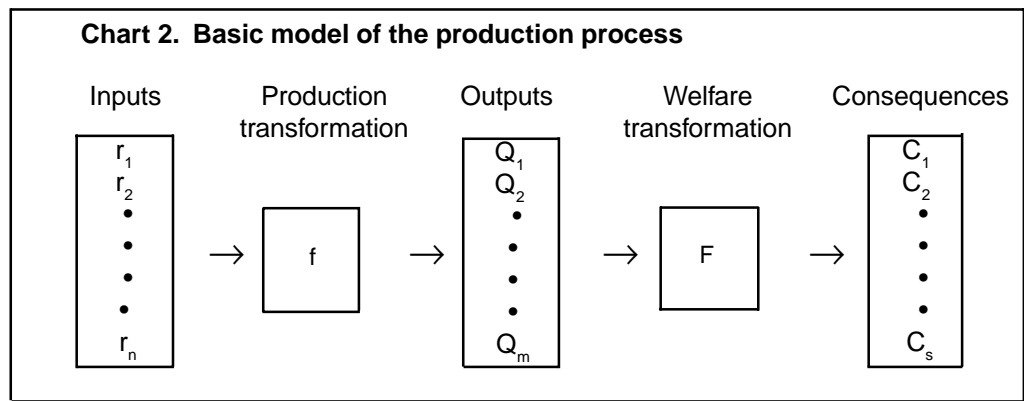 Chart 2. Basic model of the production process
Inputs
Production
transformation
Outputs
Welfare
transformation
Consequences
r1
r2
•
•
•
•
rn
→
f
→
Q1
Q2
•
•
•
•
Qm
→
F
→
C1
C2
•
•
•
•
Cs